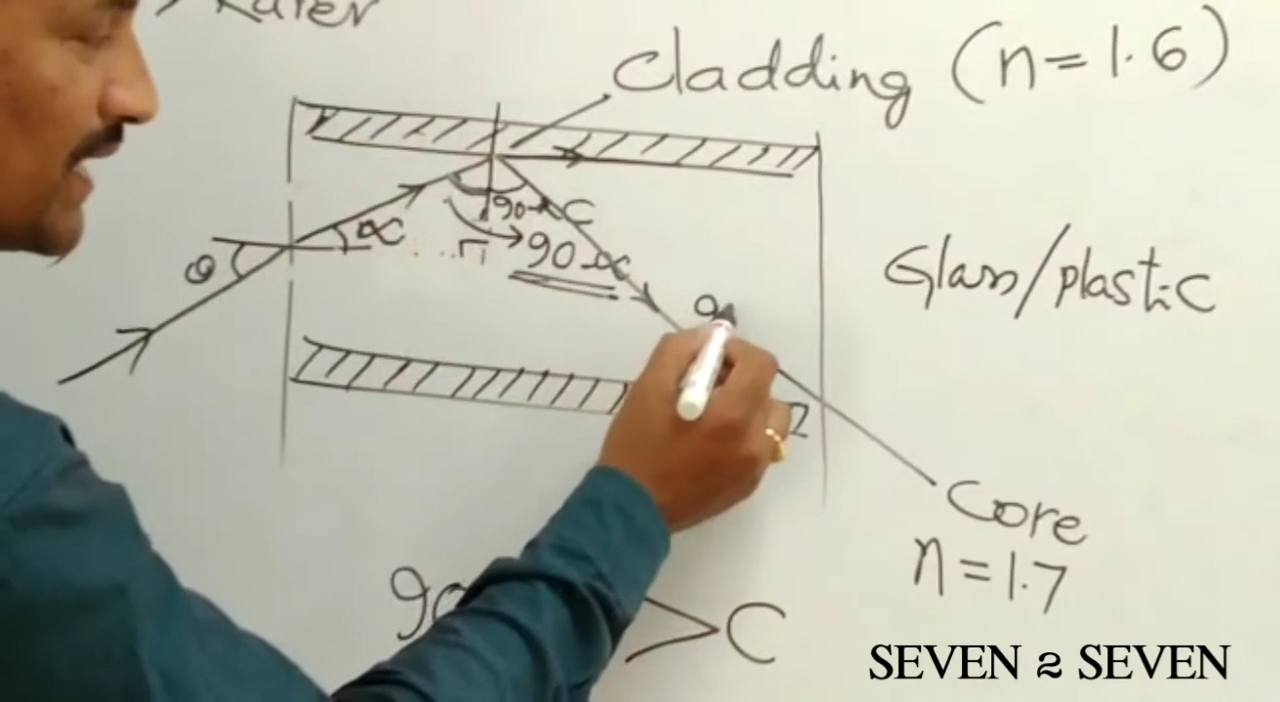 Cladding (n=1.6)
θ
∝
90-∝
C
90-∝
Glass/plastic
Core
n=1.7
> C
SEVEN 2 SEVEN